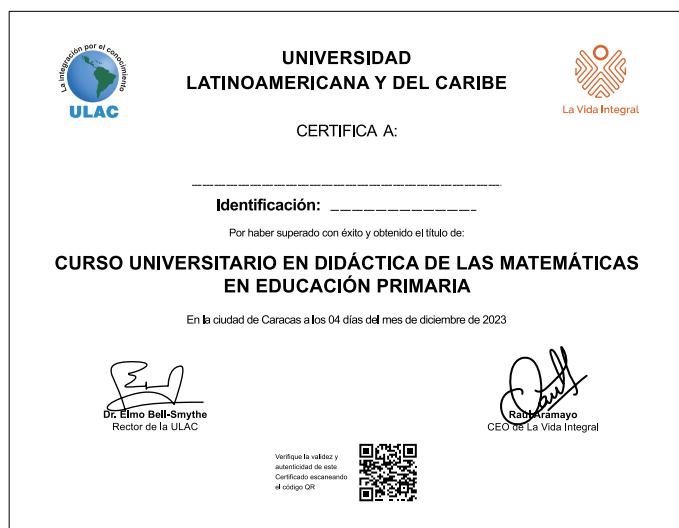 La integración por el conocimiento
ULAC
UNIVERSIDAD
LATINOAMERICANA Y DEL CARIBE
La Vida Integral
CERTIFICA A:
Identificación:
Por haber superado con éxito y obtenido el título de:
CURSO UNIVERSITARIO EN DIDÁCTICA DE LAS MATEMÁTICAS
EN EDUCACIÓN PRIMARIA
En la ciudad de Caracas a los 04 días del mes de diciembre de 2023
Dr. Elmo Bell-Smythe
Rector de la ULAC
Raúl Aramayo
CEO de La Vida Integral
Verifique la validez y
autenticidad de este
Certificado escaneando
el código QR